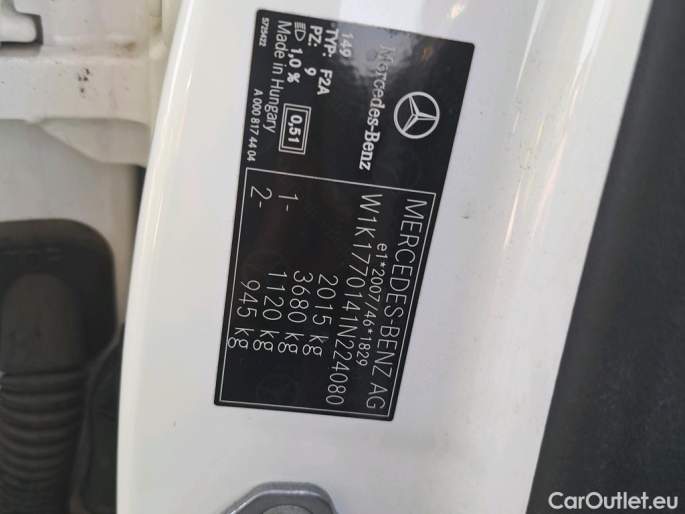 Mercedes-Benz
149
TYP: F2A
PZ: 9
1,0 %
Made in Hungary
0,51
A 000 817 44 04
5725422
MERCEDES-BENZ AG
e1*2007/46*1829
W1K1770141N224080
2015 kg
3680 kg
1- 1120 kg
2- 945 kg
CarOutlet.eu